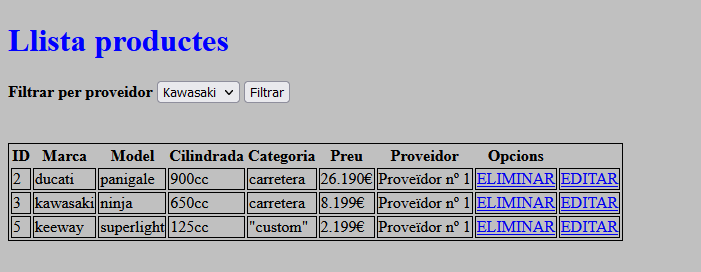 Llista productes
Filtrar per proveidor Kawasaki Filtrar
ID Marca Model Cilindrada Categoria Preu Proveidor Opcions
2 ducati panigale 900cc carretera 26.190€ Proveïdor nº 1 ELIMINAR EDITAR
3 kawasaki ninja 650cc carretera 8.199€ Proveïdor nº 1 ELIMINAR EDITAR
5 keeway superlight 125cc "custom" 2.199€ Proveïdor nº 1 ELIMINAR EDITAR